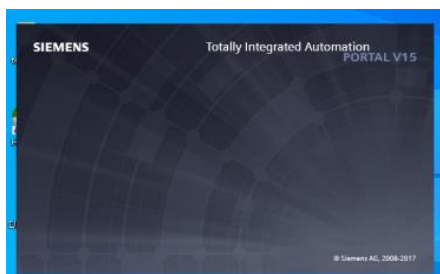 SIEMENS
Totally Integrated Automation
PORTAL V15
© Siemens AG, 2008-2017